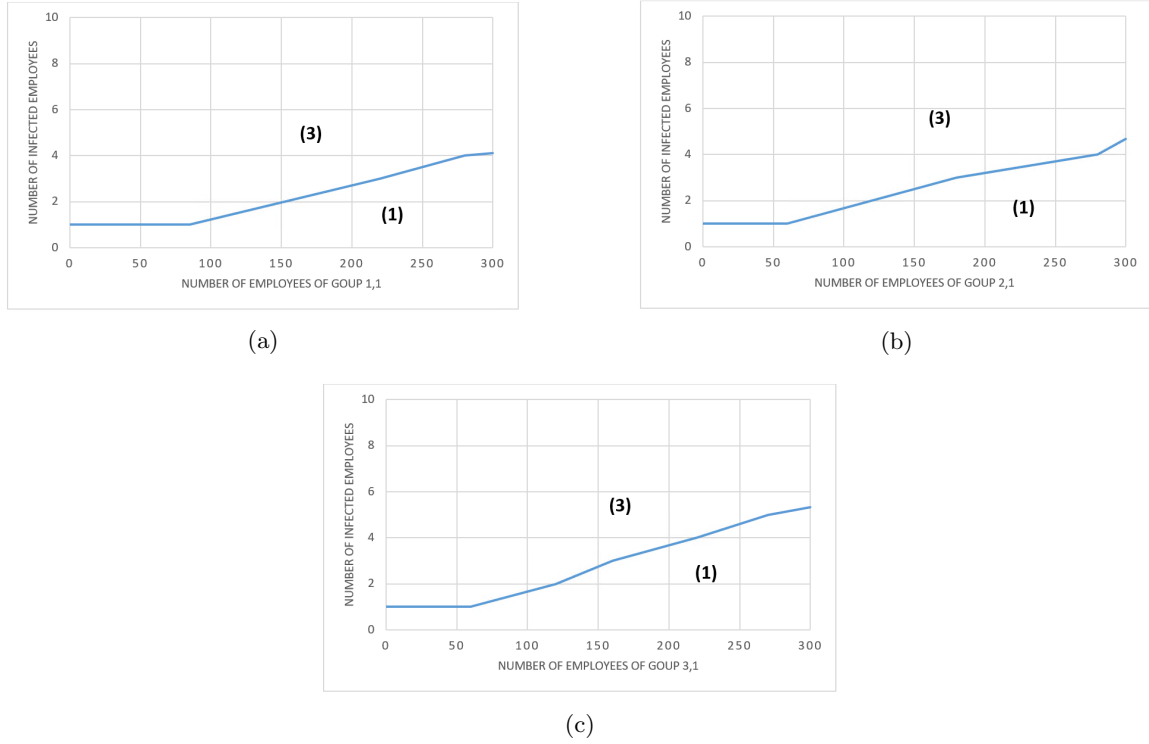 NUMBER OF INFECTED EMPLOYEES
10
8
6
4
2
0
(3)
(1)
0 50 100 150 200 250 300
NUMBER OF EMPLOYEES OF GOUP 1,1
(a)
NUMBER OF INFECTED EMPLOYEES
10
8
6
4
2
0
(3)
(1)
0 50 100 150 200 250 300
NUMBER OF EMPLOYEES OF GOUP 2,1
(b)
NUMBER OF INFECTED EMPLOYEES
10
8
6
4
2
0
(3)
(1)
0 50 100 150 200 250 300
NUMBER OF EMPLOYEES OF GOUP 3,1
(c)